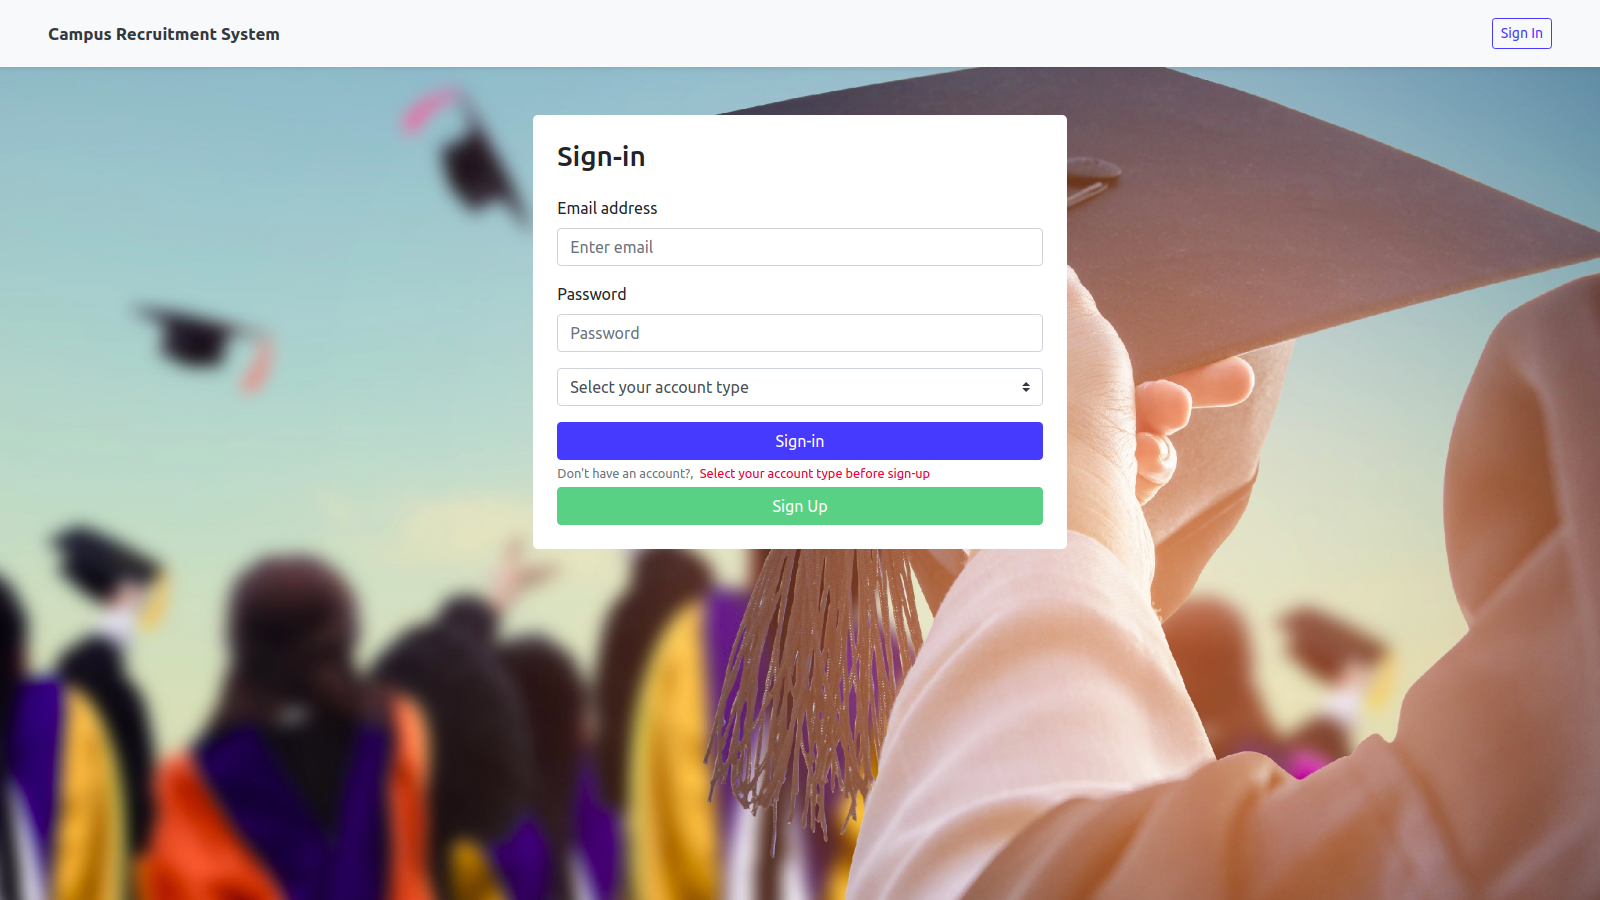 Campus Recruitment System
Sign In
Sign-in
Email address
Enter email
Password
Password
Select your account type
Sign-in
Don't have an account?, Select your account type before sign-up
Sign Up